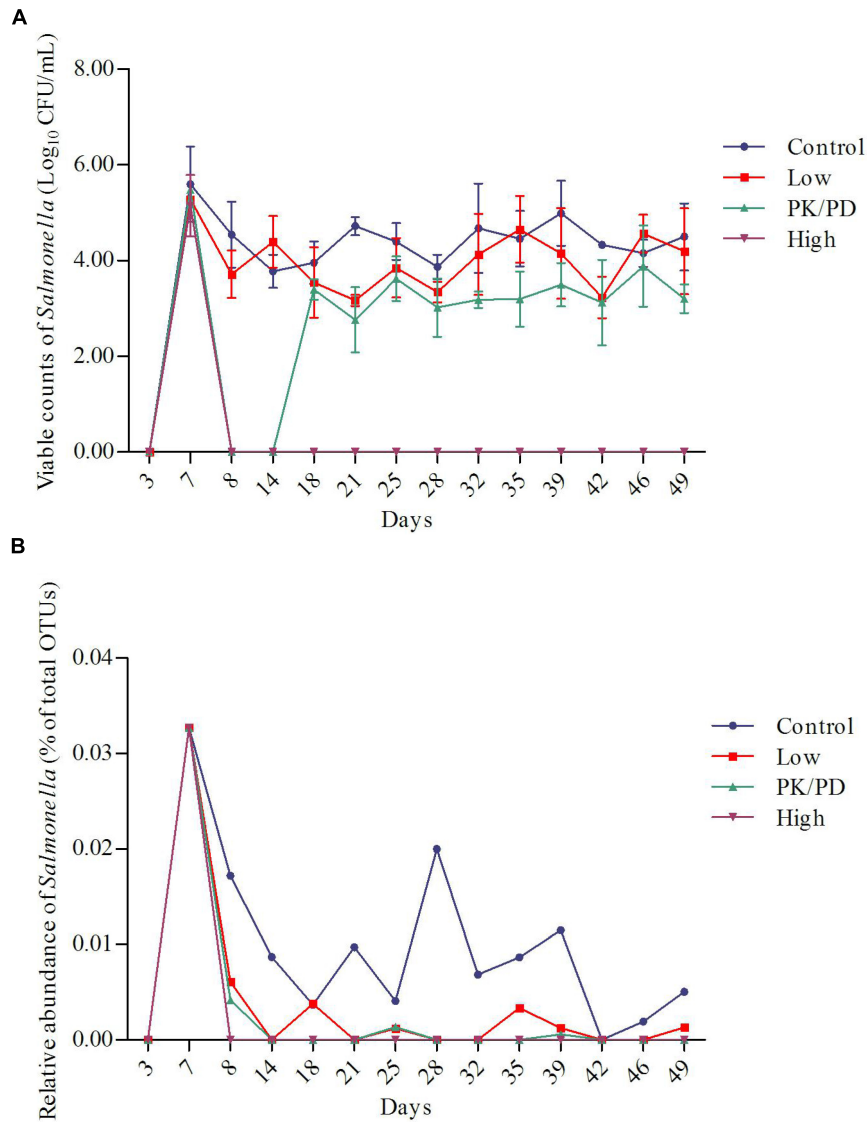 A
Viable counts of Salmonella (Log10 CFU/mL)
8.00
6.00
4.00
2.00
0.00
3 7 8 14 18 21 25 28 32 35 39 42 46 49
Days
Control
Low
PK/PD
High
B
Relative abundance of Salmonella (% of total OTUs)
0.04
0.03
0.02
0.01
0.00
3 7 8 14 18 21 25 28 32 35 39 42 46 49
Days
Control
Low
PK/PD
High